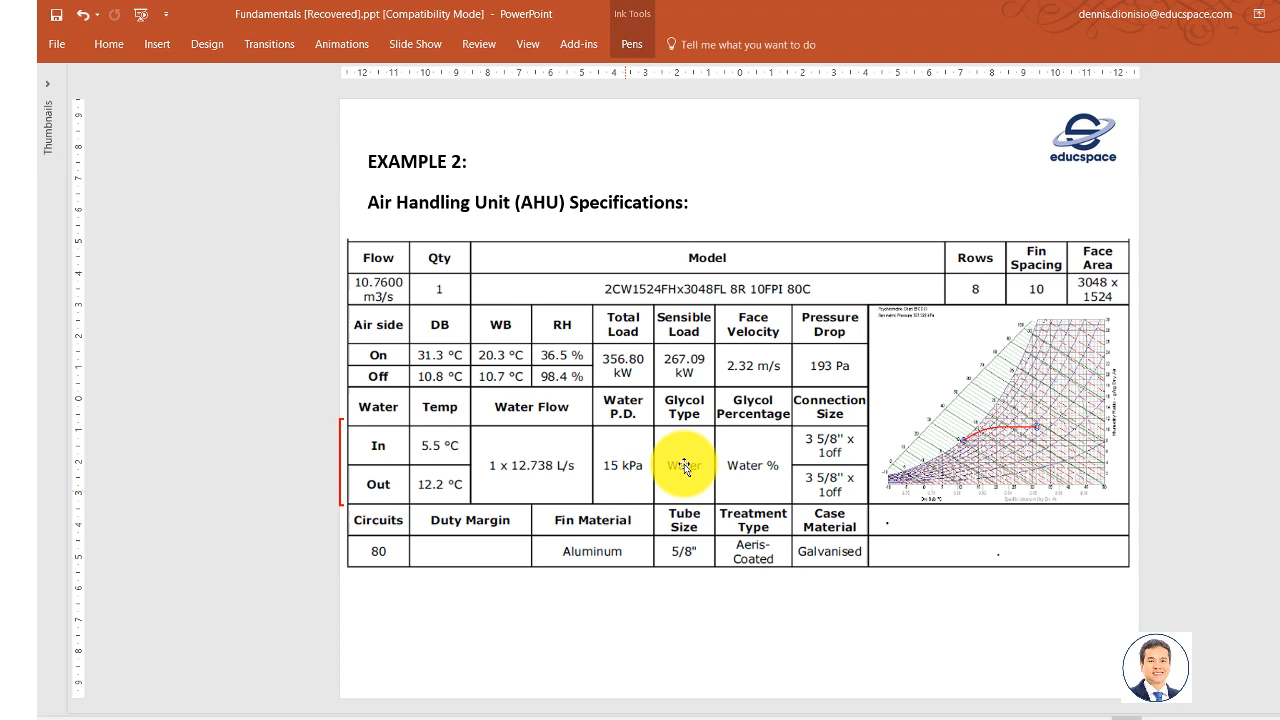 Fundamentals [Recovered].ppt [Compatibility Mode] - PowerPoint
Ink Tools
dennis.dionisio@educspace.com
File Home Insert Design Transitions Animations Slide Show Review View Add-ins Pens Tell me what you want to do
Thumbnails
educspace
EXAMPLE 2:
Air Handling Unit (AHU) Specifications:
Flow Qty Model Rows Fin Spacing Face Area
10.7600 m3/s 1 2CW1524FHx3048FL 8R 10FPI 80C 8 10 3048 x 1524
Air side DB WB RH Total Load Sensible Load Face Velocity Pressure Drop
On 31.3 °C 20.3 °C 36.5 % 356.80 kW 267.09 kW 2.32 m/s 193 Pa
Off 10.8 °C 10.7 °C 98.4 %
Water Temp Water Flow Water P.D. Glycol Type Glycol Percentage Connection Size
In 5.5 °C 1 x 12.738 L/s 15 kPa Water Water % 3 5/8" x 1off
Out 12.2 °C 3 5/8" x 1off
Circuits Duty Margin Fin Material Tube Size Treatment Type Case Material .
80 Aluminum 5/8" Aeris-Coated Galvanised .